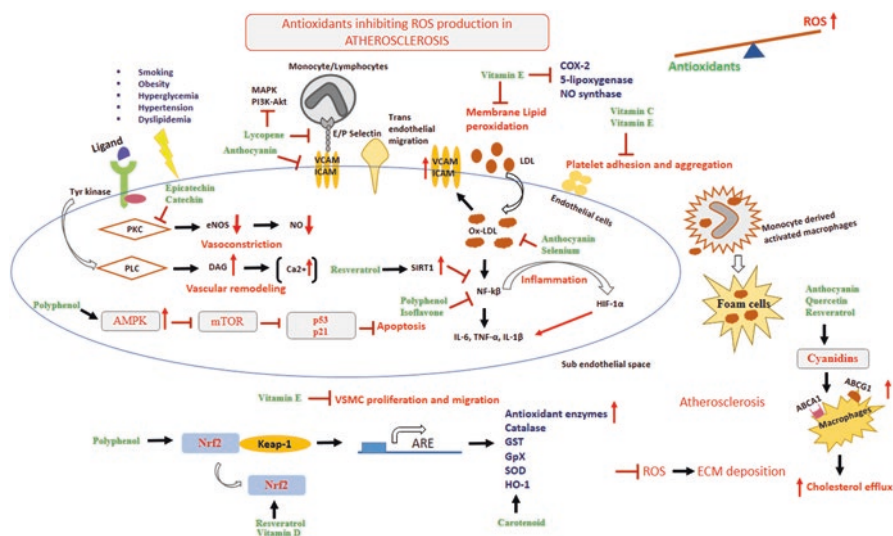 Antioxidants inhibiting ROS production in
ATHEROSCLEROSIS
ROS
Antioxidants
Smoking
Obesity
Hyperglycemia
Hypertension
Dyslipidemia
Monocyte/Lymphocytes
MAPK
PI3K-Akt
Lycopene
Anthocyanin
E/P Selectin
VCAM
ICAM
Trans
endothelial
migration
Vitamin E
COX-2
5-lipoxygenase
NO synthase
Membrane Lipid
peroxidation
VCAM
ICAM
LDL
Vitamin C
Vitamin E
Platelet adhesion and aggregation
Endothelial cells
Ligand
Tyr kinase
Epicatechin
Catechin
PKC
eNOS
NO
Vasoconstriction
PLC
DAG
Ca2+
Vascular remodeling
Resveratrol
SIRT1
Ox-LDL
Anthocyanin
Selenium
Inflammation
NF-kβ
HIF-1α
Polyphenol
Isoflavone
IL-6, TNF-α, IL-1β
Polyphenol
AMPK
mTOR
p53
p21
Apoptosis
Sub endothelial space
Monocyte derived
activated macrophages
Foam cells
Anthocyanin
Quercetin
Resveratrol
Cyanidins
ABCA1
ABCG1
Macrophages
Cholesterol efflux
Atherosclerosis
Vitamin E
VSMC proliferation and migration
Polyphenol
Nrf2
Keap-1
ARE
Antioxidant enzymes
Catalase
GST
GpX
SOD
HO-1
ROS
ECM deposition
Nrf2
Resveratrol
Vitamin D
Carotenoid